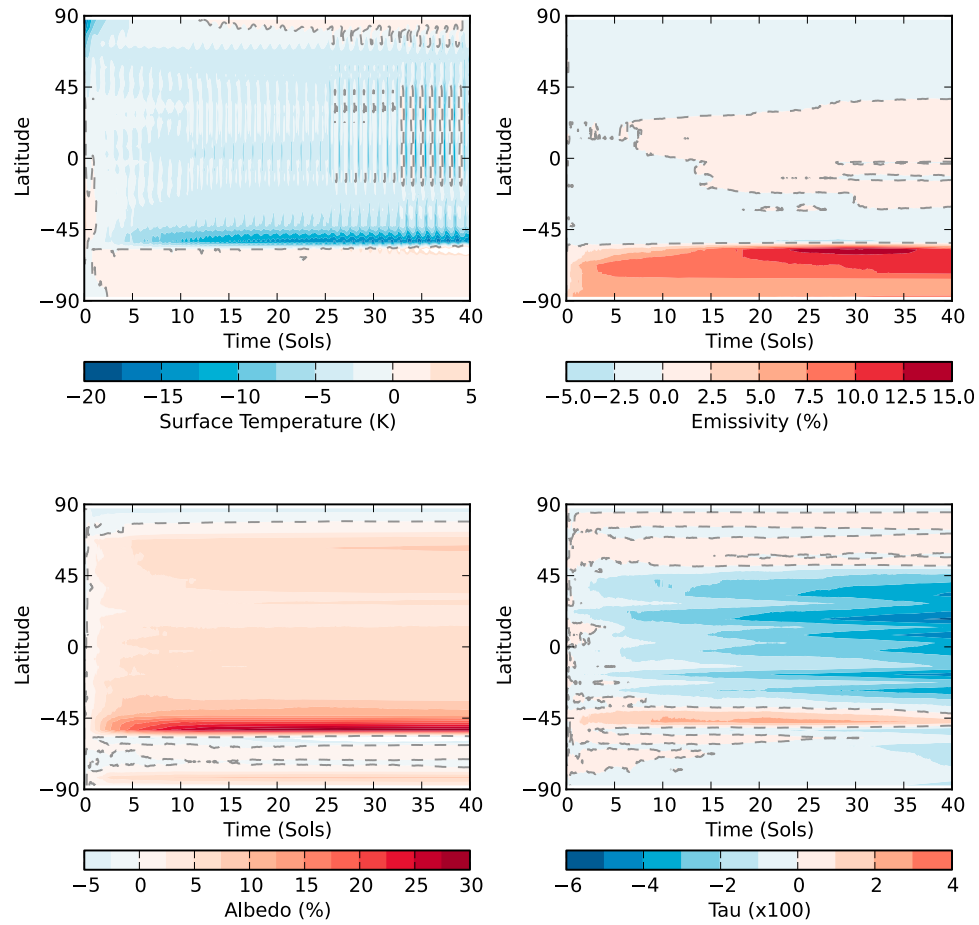 90
45
0
−45
−90
Latitude
0 5 10 15 20 25 30 35 40
Time (Sols)
−20 −15 −10 −5 0 5
Surface Temperature (K)
90
45
0
−45
−90
Latitude
0 5 10 15 20 25 30 35 40
Time (Sols)
−5.0 −2.5 0.0 2.5 5.0 7.5 10.0 12.5 15.0
Emissivity (%)
90
45
0
−45
−90
Latitude
0 5 10 15 20 25 30 35 40
Time (Sols)
−5 0 5 10 15 20 25 30
Albedo (%)
90
45
0
−45
−90
Latitude
0 5 10 15 20 25 30 35 40
Time (Sols)
−6 −4 −2 0 2 4
Tau (x100)